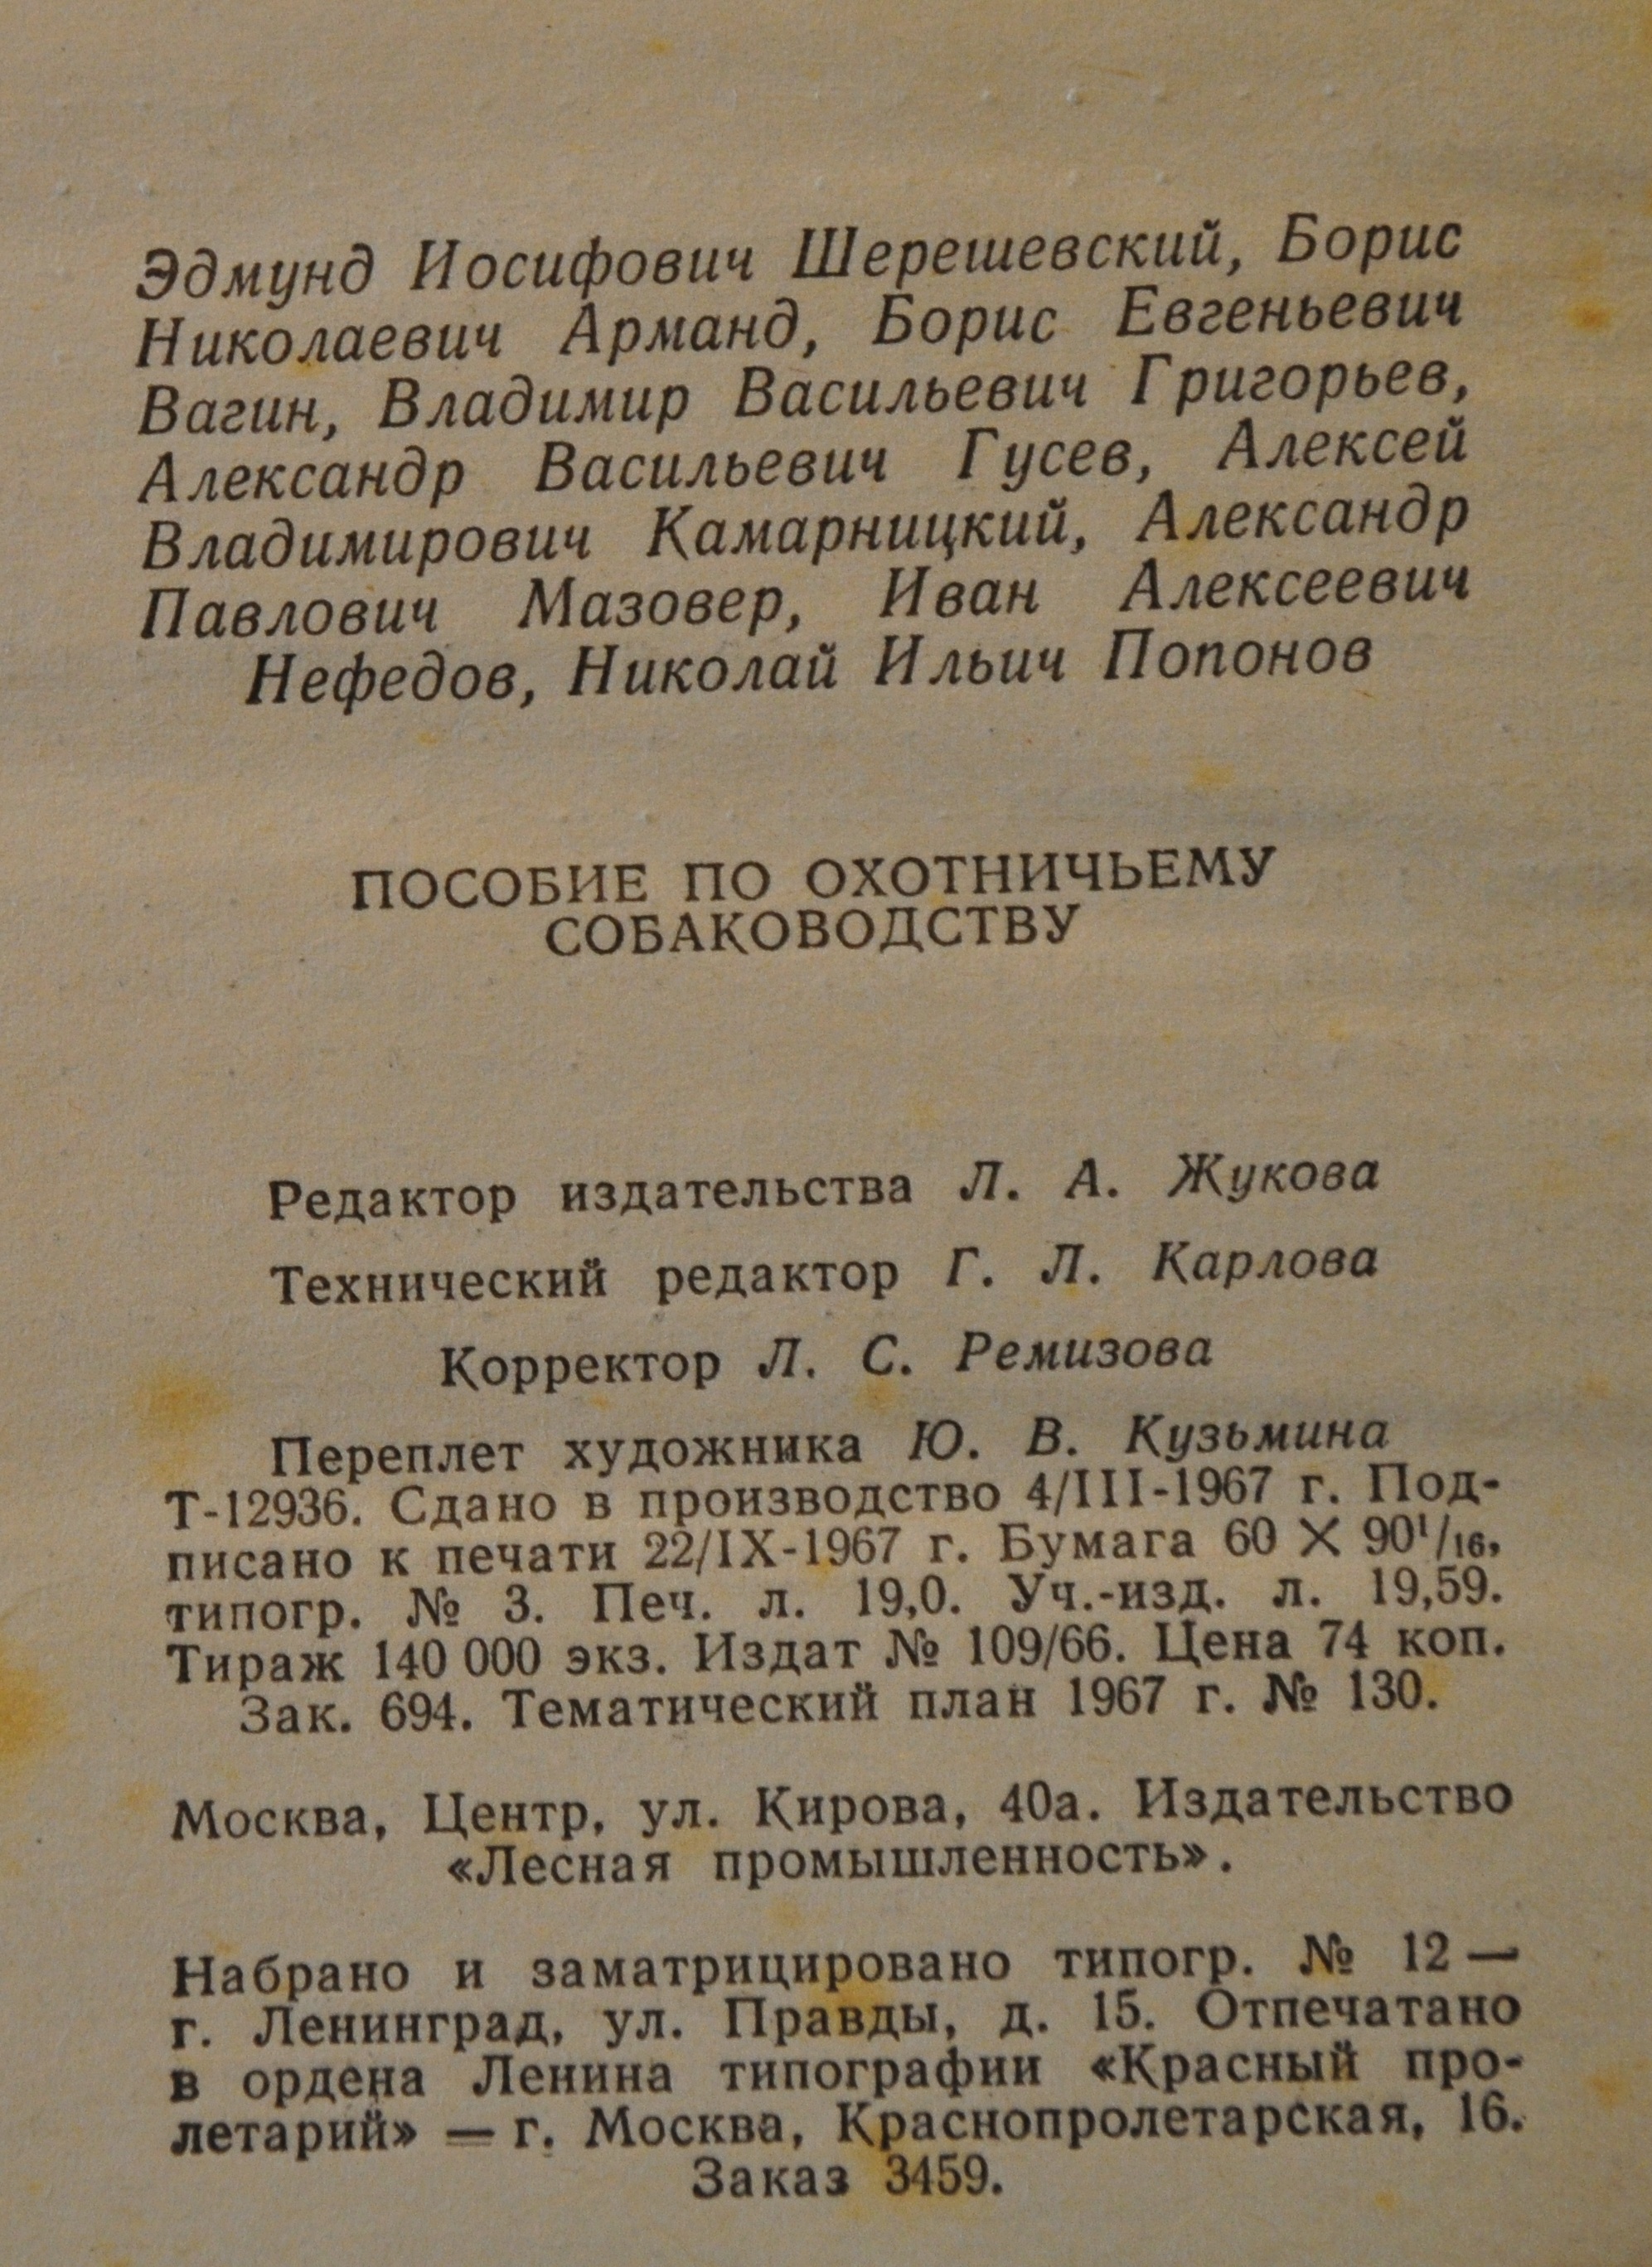 Эдмунд Иосифович Шерешевский, Борис
Николаевич Арманд, Борис Евгеньевич
Вагин, Владимир Васильевич Григорьев,
Александр Васильевич Гусев, Алексей
Владимирович Камарницкий, Александр
Павлович Мазовер, Иван Алексеевич
Нефедов, Николай Ильич Попонов
ПОСОБИЕ ПО ОХОТНИЧЬЕМУ
СОБАКОВОДСТВУ
Редактор издательства Л. А. Жукова
Технический редактор Г. Л. Карлова
Корректор Л. С. Ремизова
Переплет художника Ю. В. Кузьмина
Т-12936. Сдано в производство 4/III-1967 г. Под-
писано к печати 22/IX-1967 г. Бумага 60 × 90¹/₁₆,
типогр. № 3. Печ. л. 19,0. Уч.-изд. л. 19,59.
Тираж 140 000 экз. Издат № 109/66. Цена 74 коп.
Зак. 694. Тематический план 1967 г. № 130.
Москва, Центр, ул. Кирова, 40а. Издательство
«Лесная промышленность».
Набрано и заматрицировано типогр. № 12 —
г. Ленинград, ул. Правды, д. 15. Отпечатано
в ордена Ленина типографии «Красный про-
летарий» — г. Москва, Краснопролетарская, 16.
Заказ 3459.